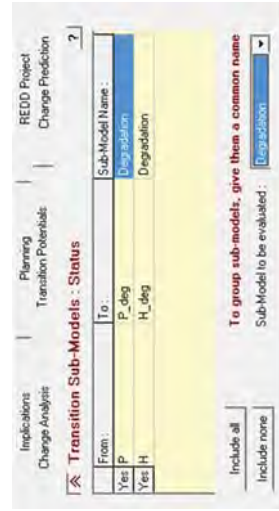 Implications | Planning | REDD Project
Change Analysis | Transition Potentials | Change Prediction
Transition Sub-Models : Status ?
From : To : Sub-Model Name :
Yes P P_deg Degradation
Yes H H_deg Degradation
Include all To group sub-models, give them a common name
Include none Sub-Model to be evaluated : Degradation